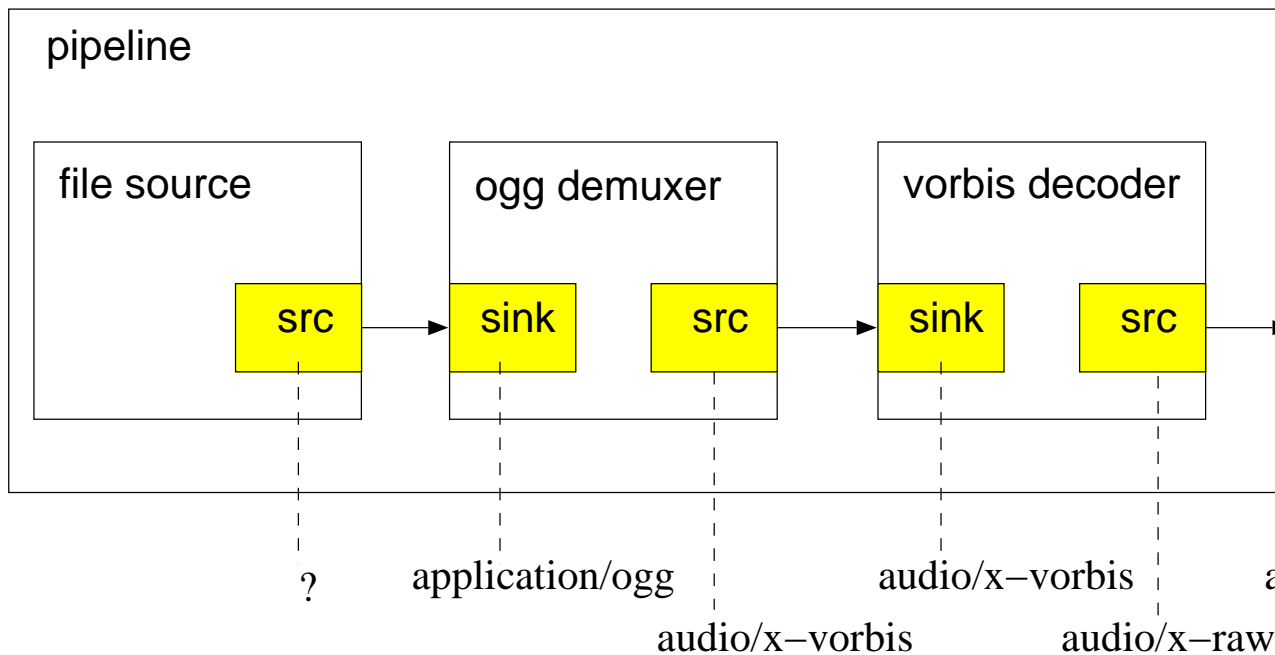 pipeline
file source
ogg demuxer
vorbis decoder
src
sink
src
sink
src
?
application/ogg
audio/x−vorbis
a
audio/x−vorbis
audio/x−raw